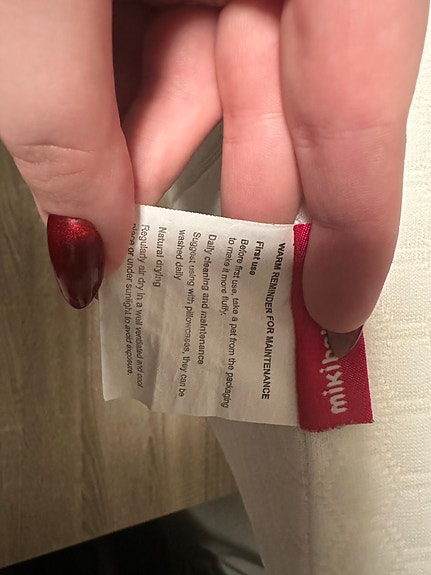 WARM REMINDER FOR MAINTENANCE
First use
Before first use, take a pat from the packaging
to make it more fluffy.
Daily cleaning and maintenance
Suggest using with pillowcases, they can be
washed daily
Natural drying
Regularly air dry in a well ventilated and cool
place or under sunlight to avoid exposure.